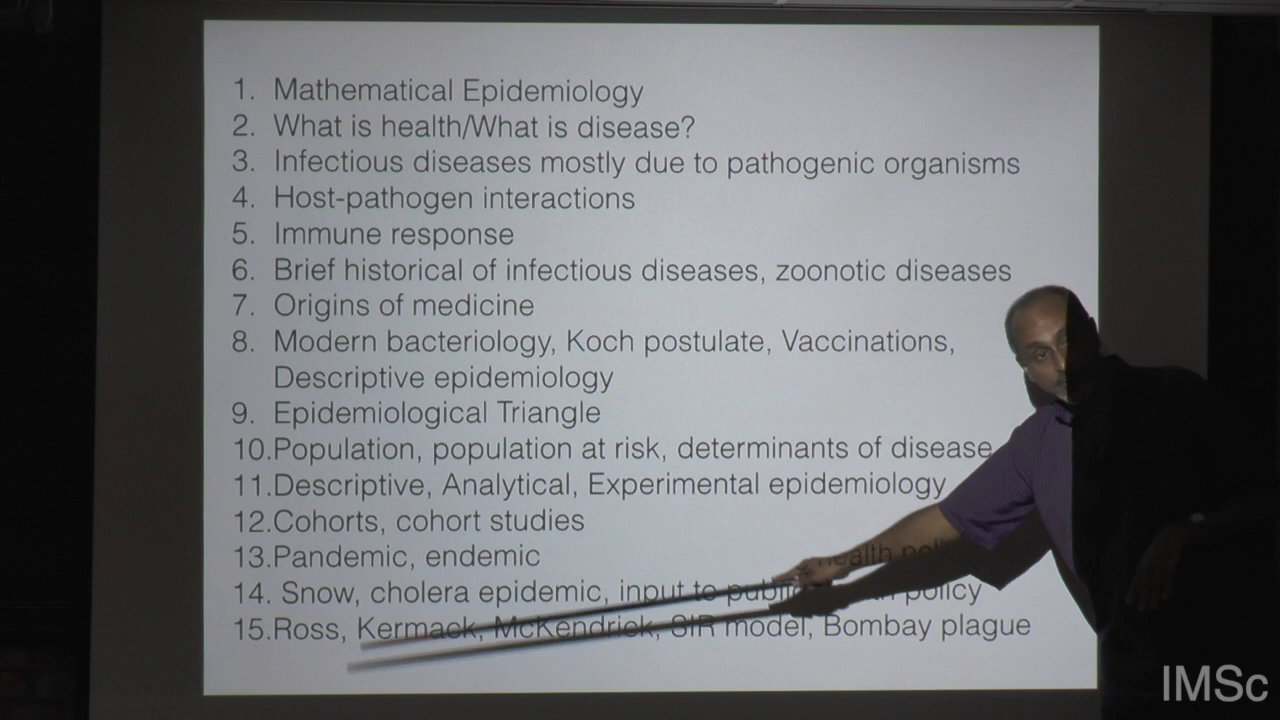 1. Mathematical Epidemiology
2. What is health/What is disease?
3. Infectious diseases mostly due to pathogenic organisms
4. Host-pathogen interactions
5. Immune response
6. Brief historical of infectious diseases, zoonotic diseases
7. Origins of medicine
8. Modern bacteriology, Koch postulate, Vaccinations,
Descriptive epidemiology
9. Epidemiological Triangle
10.Population, population at risk, determinants of disease
11.Descriptive, Analytical, Experimental epidemiology
12.Cohorts, cohort studies
13.Pandemic, endemic
14. Snow, cholera epidemic, input to public health policy
15.Ross, Kermack, McKendrick, SIR model, Bombay plague
IMSc